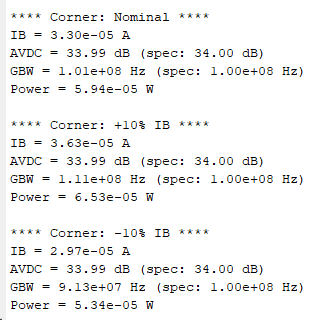 **** Corner: Nominal ****
IB = 3.30e-05 A
AVDC = 33.99 dB (spec: 34.00 dB)
GBW = 1.01e+08 Hz (spec: 1.00e+08 Hz)
Power = 5.94e-05 W

**** Corner: +10% IB ****
IB = 3.63e-05 A
AVDC = 33.99 dB (spec: 34.00 dB)
GBW = 1.11e+08 Hz (spec: 1.00e+08 Hz)
Power = 6.53e-05 W

**** Corner: -10% IB ****
IB = 2.97e-05 A
AVDC = 33.99 dB (spec: 34.00 dB)
GBW = 9.13e+07 Hz (spec: 1.00e+08 Hz)
Power = 5.34e-05 W